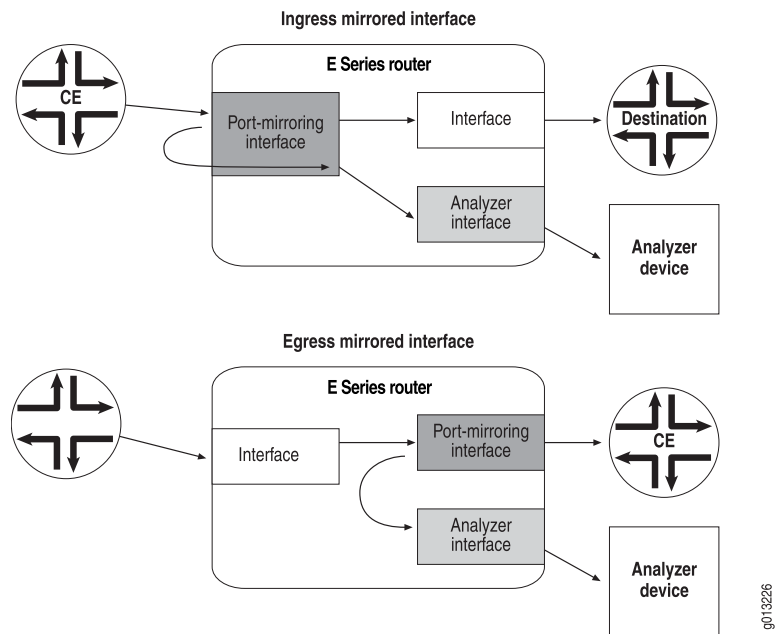 Ingress mirrored interface
E Series router
CE
Port-mirroring
interface
Interface
Destination
Analyzer
interface
Analyzer
device
Egress mirrored interface
E Series router
Interface
Port-mirroring
interface
CE
Analyzer
interface
Analyzer
device
g013226